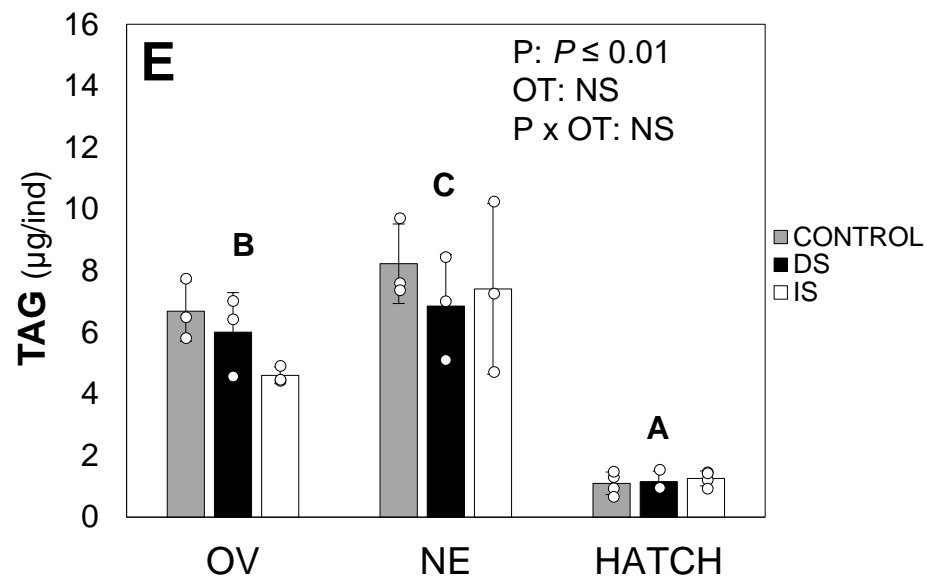 E
P: P ≤ 0.01
OT: NS
P x OT: NS
TAG (µg/ind)
16
14
12
10
8
6
4
2
0
B
C
A
CONTROL
DS
IS
OV NE HATCH